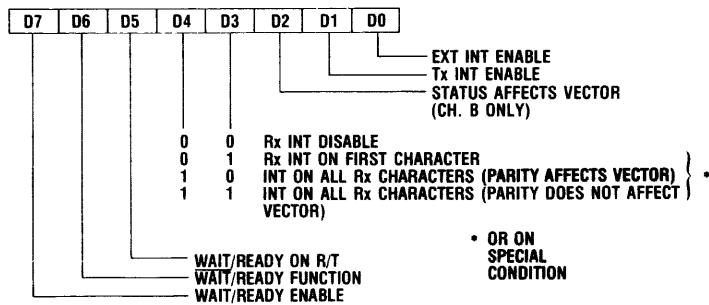 D7 D6 D5 D4 D3 D2 D1 D0
EXT INT ENABLE
Tx INT ENABLE
STATUS AFFECTS VECTOR
(CH. B ONLY)
0 0 Rx INT DISABLE
0 1 Rx INT ON FIRST CHARACTER
1 0 INT ON ALL Rx CHARACTERS (PARITY AFFECTS VECTOR)
1 1 INT ON ALL Rx CHARACTERS (PARITY DOES NOT AFFECT
VECTOR)
*
* OR ON
SPECIAL
CONDITION
WAIT/READY ON R/T
WAIT/READY FUNCTION
WAIT/READY ENABLE